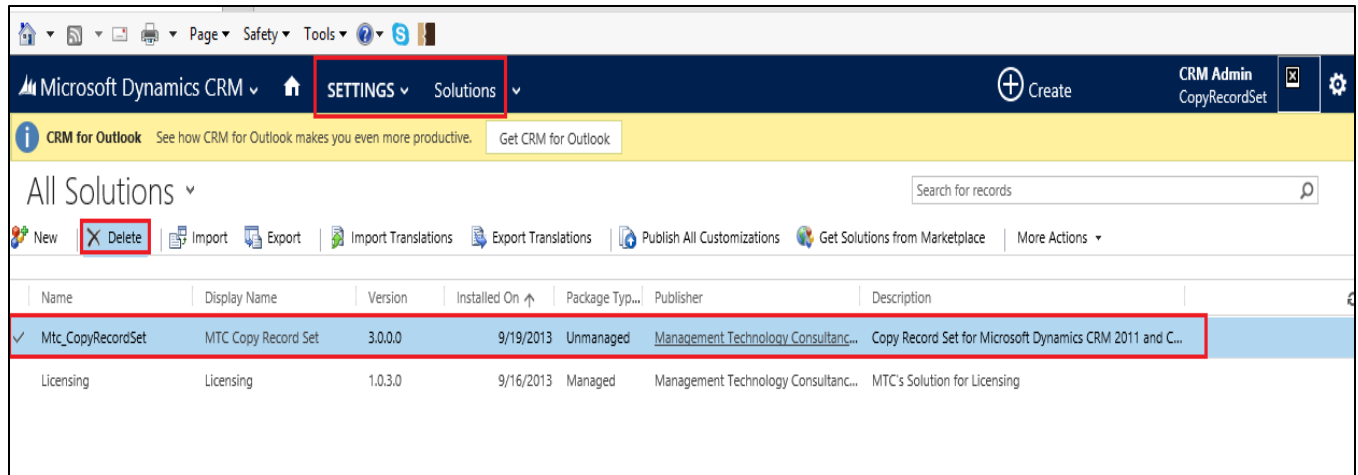 Page Safety Tools
Microsoft Dynamics CRM SETTINGS Solutions Create CRM Admin
CopyRecordSet
CRM for Outlook See how CRM for Outlook makes you even more productive. Get CRM for Outlook
All Solutions Search for records
New Delete Import Export Import Translations Export Translations Publish All Customizations Get Solutions from Marketplace More Actions
Name Display Name Version Installed On Package Typ... Publisher Description
Mtc_CopyRecordSet MTC Copy Record Set 3.0.0.0 9/19/2013 Unmanaged Management Technology Consultanc... Copy Record Set for Microsoft Dynamics CRM 2011 and C...
Licensing Licensing 1.0.3.0 9/16/2013 Managed Management Technology Consultanc... MTC's Solution for Licensing